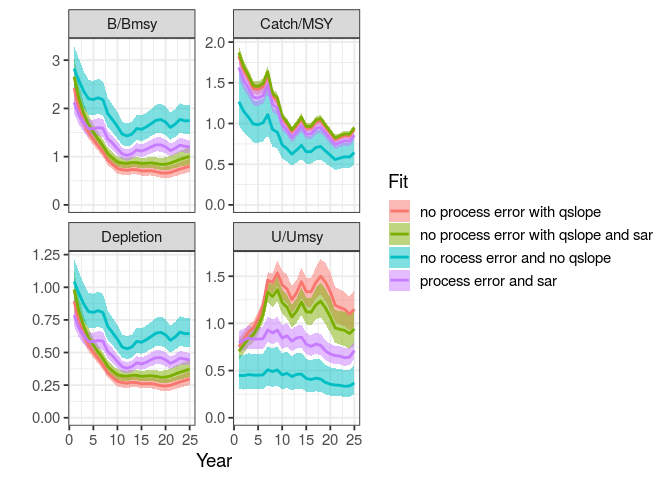 B/Bmsy
Catch/MSY
3
2
1
0
2.0
1.5
1.0
0.5
0.0
Depletion
U/Umsy
1.25
1.00
0.75
0.50
0.25
0.00
1.5
1.0
0.5
0.0
0 5 10 15 20 25
0 5 10 15 20 25
Year
Fit
no process error with qslope
no process error with qslope and sar
no rocess error and no qslope
process error and sar